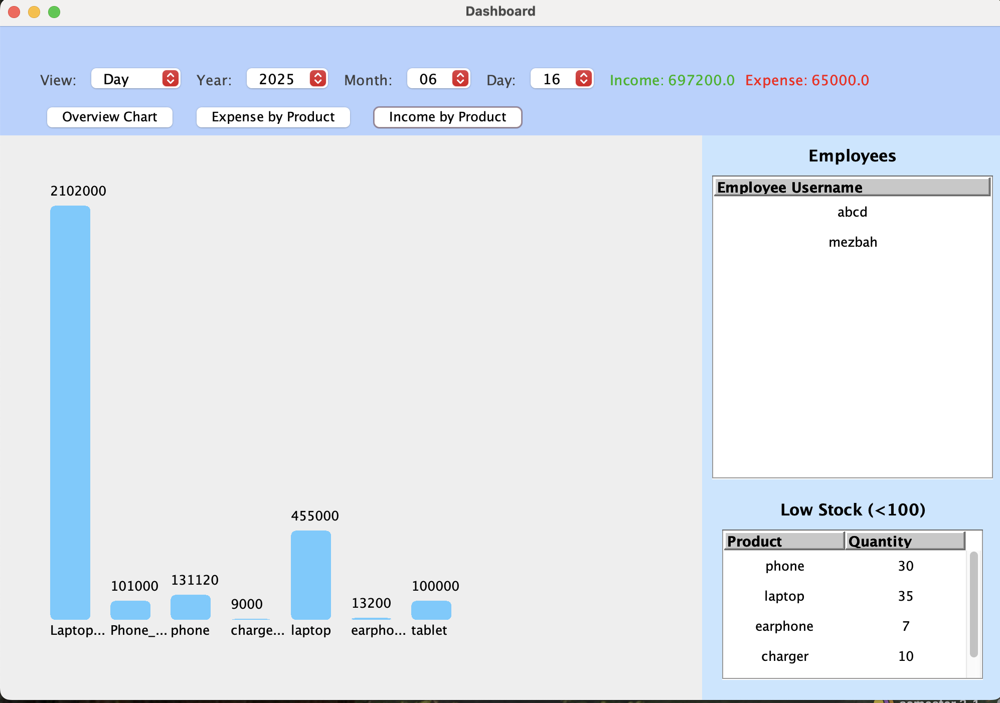 Dashboard
View: Day Year: 2025 Month: 06 Day: 16 Income: 697200.0 Expense: 65000.0
Overview Chart Expense by Product Income by Product
2102000
101000
131120
9000
455000
13200
100000
Laptop... Phone_... phone charge... laptop earpho... tablet
Employees
Employee Username
abcd
mezbah
Low Stock (<100)
Product Quantity
phone 30
laptop 35
earphone 7
charger 10